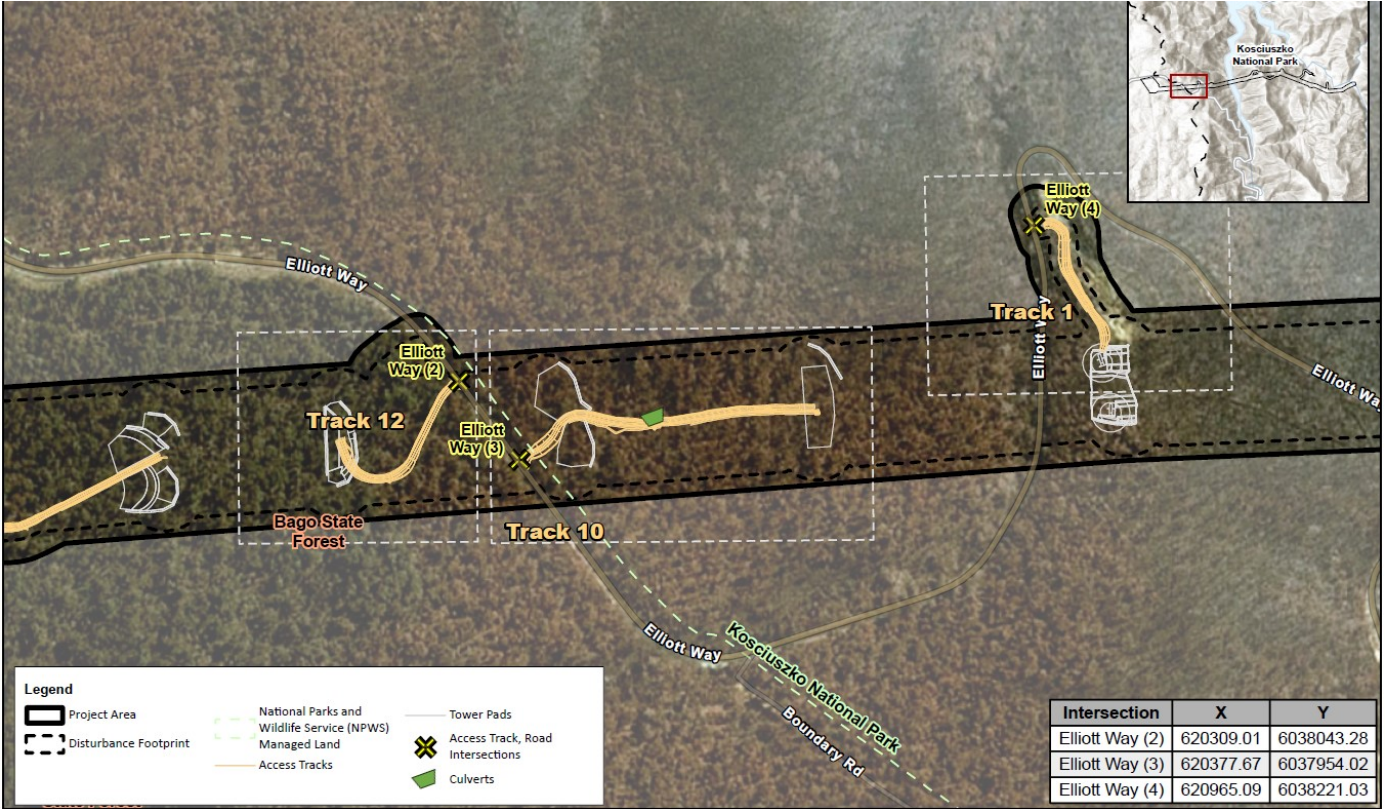 Kosciuszko
National Park
Elliott
Way (4)
Elliott Way
Track 1
Elliott Way
Elliott
Way (2)
Elliott Way
Track 12
Elliott
Way (3)
Bago State
Forest
Track 10
Elliott Way
Kosciuszko National Park
Boundary Rd
Legend
Project Area
Disturbance Footprint
National Parks and
Wildlife Service (NPWS)
Managed Land
Access Tracks
Tower Pads
Access Track, Road
Intersections
Culverts
Intersection X Y
Elliott Way (2) 620309.01 6038043.28
Elliott Way (3) 620377.67 6037954.02
Elliott Way (4) 620965.09 6038221.03